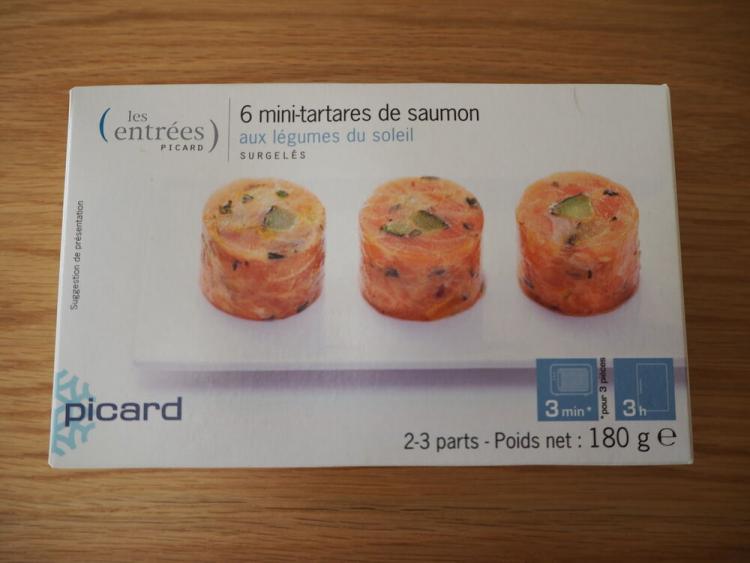 les
entrées
PICARD
6 mini-tartares de saumon
aux légumes du soleil
SURGELÉS
Suggestion de présentation
picard
3 min*
*pour 3 pièces
3h
2-3 parts - Poids net : 180 g ℮